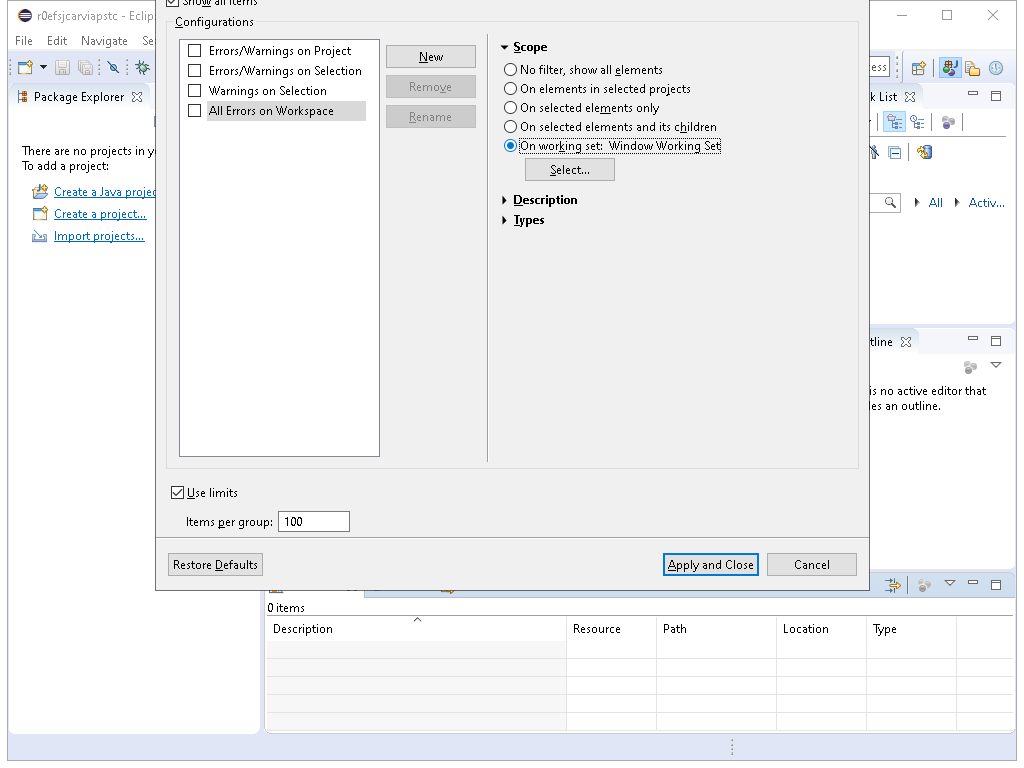 r0efsjcarviapstc - Eclip
Show all items
File Edit Navigate Se
Configurations
Errors/Warnings on Project
Errors/Warnings on Selection
Warnings on Selection
All Errors on Workspace
New
Remove
Rename
Scope
No filter, show all elements
On elements in selected projects
On selected elements only
On selected elements and its children
On working set: Window Working Set
Select...
Description
Types
Use limits
Items per group: 100
Restore Defaults
Apply and Close
Cancel
Package Explorer
There are no projects in y
To add a project:
Create a Java projec
Create a project...
Import projects...
ess
k List
All
Activ...
tline
is no active editor that
des an outline.
0 items
Description Resource Path Location Type